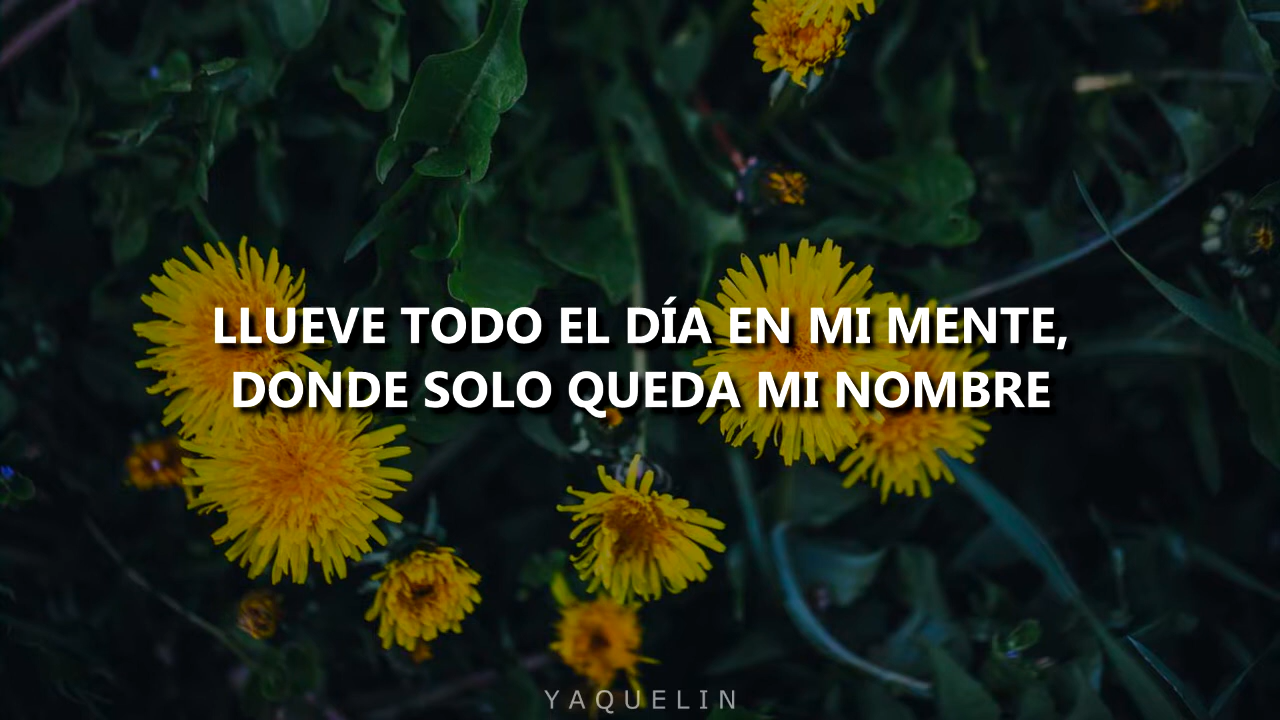 LLUEVE TODO EL DÍA EN MI MENTE,
DONDE SOLO QUEDA MI NOMBRE
YAQUELIN